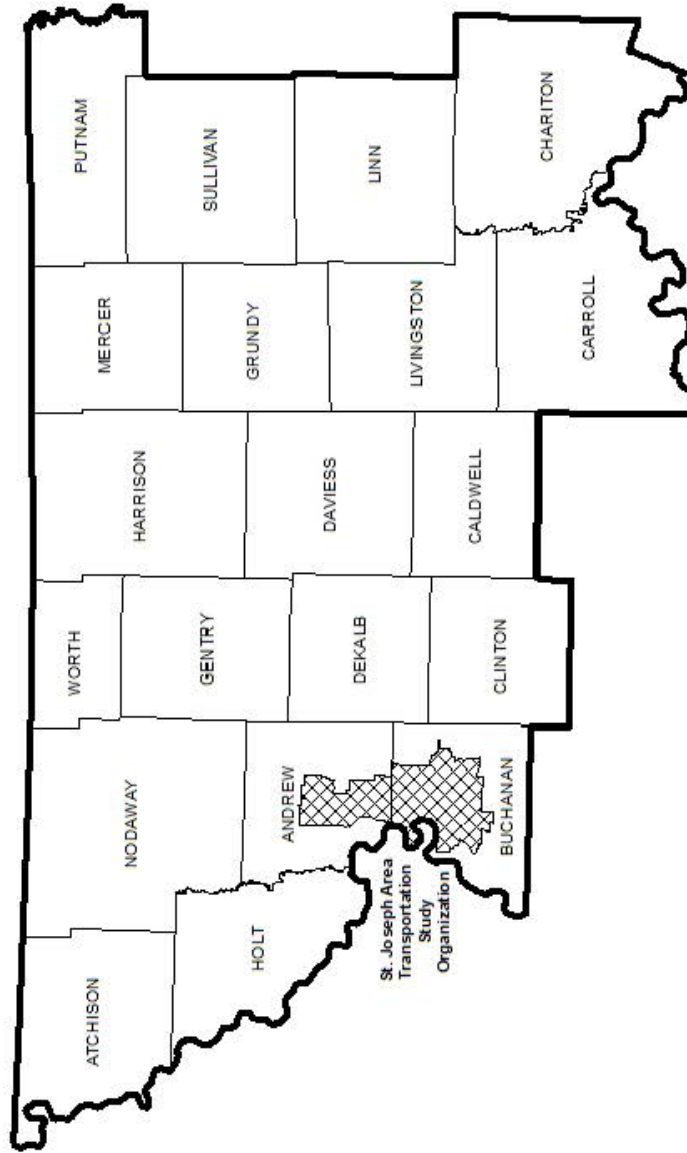 ATCHISON
NODAWAY
WORTH
HARRISON
MERCER
PUTNAM
HOLT
ANDREW
GENTRY
DAVIESS
GRUNDY
SULLIVAN
St. Joseph Area
Transportation
Study
Organization
BUCHANAN
DEKALB
CLINTON
CALDWELL
LIVINGSTON
LINN
CARROLL
CHARITON